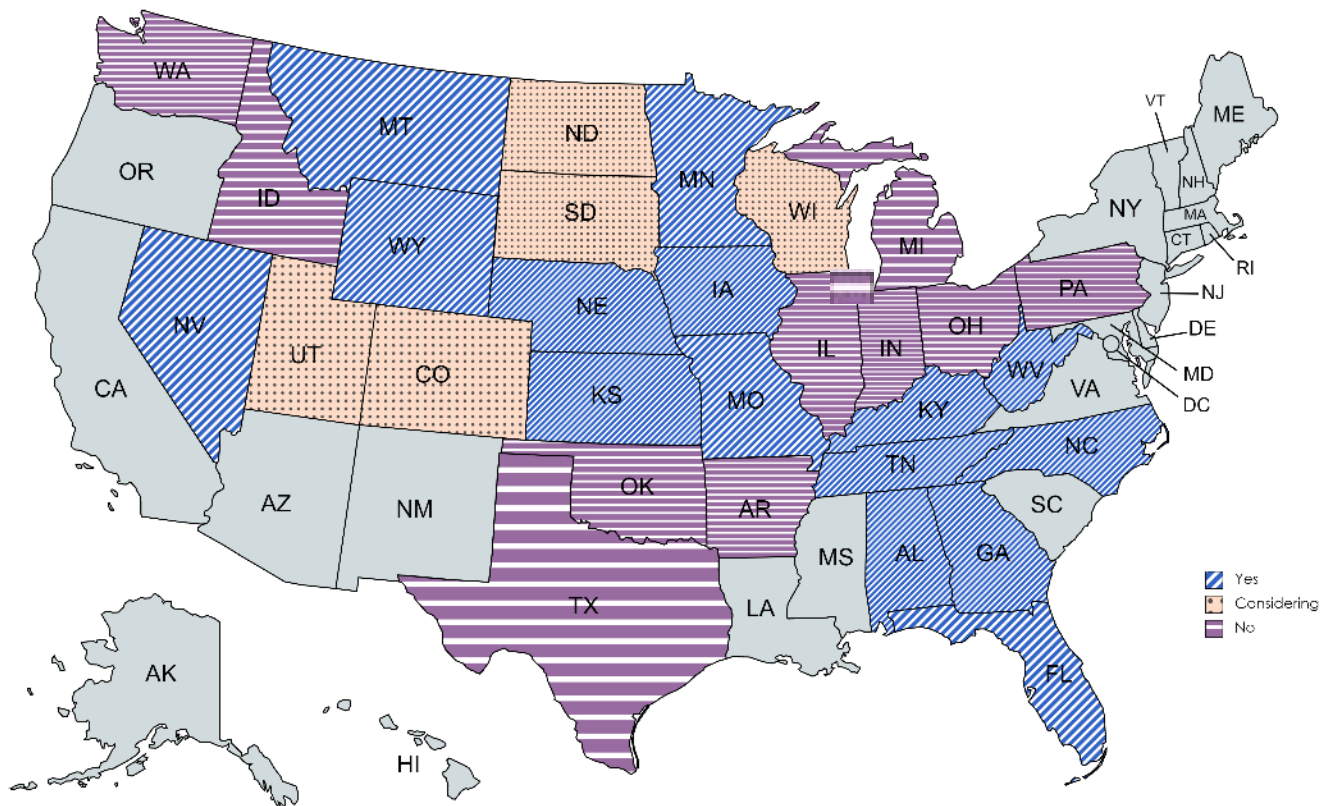 WA
MT
ND
MN
VT
ME
OR
ID
SD
WI
NH
NY
MA
WY
MI
CT
RI
IA
PA
NJ
NE
NV
OH
DE
UT
CO
IL
IN
WV
MD
CA
KS
MO
VA
KY
DC
NC
TN
OK
AZ
NM
AR
SC
MS
AL
GA
Yes
Considering
No
TX
LA
AK
FL
HI